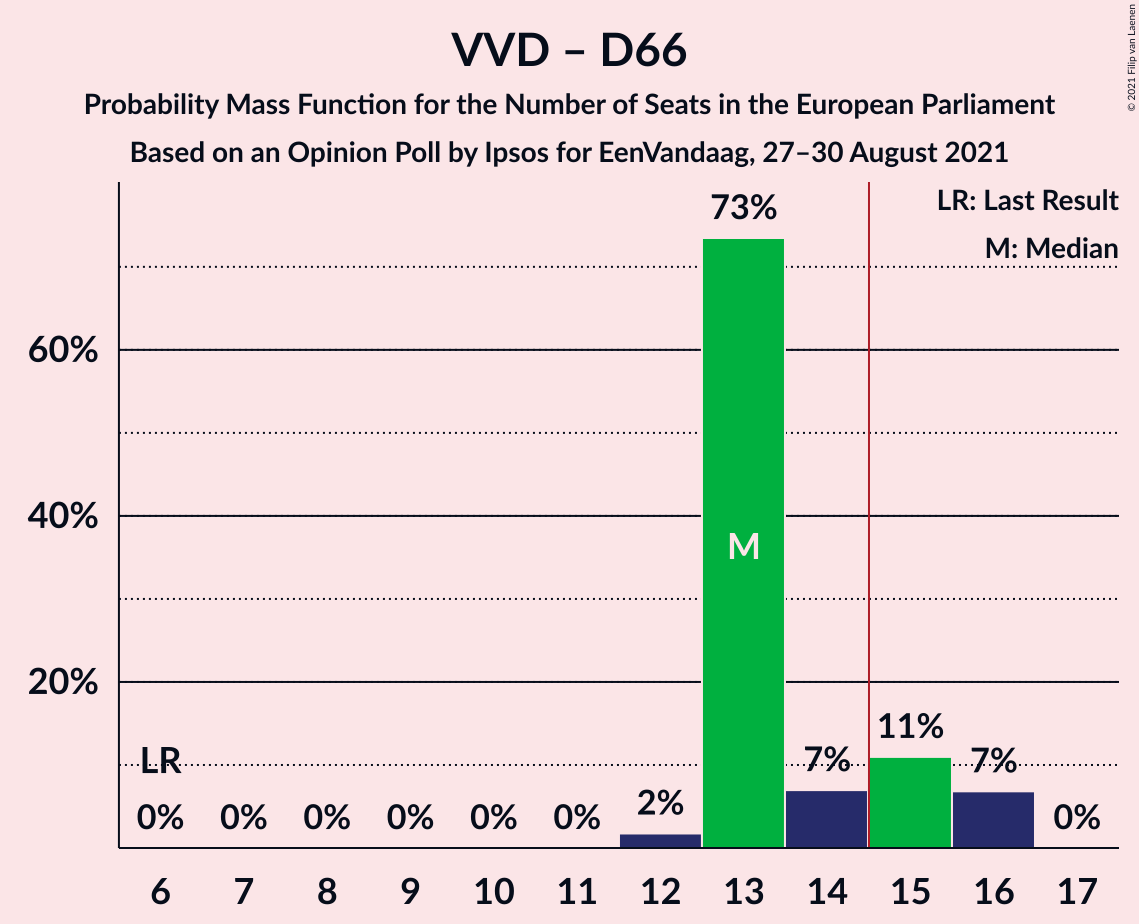 VVD – D66
Probability Mass Function for the Number of Seats in the European Parliament
Based on an Opinion Poll by Ipsos for EenVandaag, 27–30 August 2021
© 2021 Filip van Laenen
LR: Last Result
M: Median
73%
60%
40%
20%
M
LR
0% 0% 0% 0% 0% 0% 2% 7% 11% 7% 0%
6 7 8 9 10 11 12 13 14 15 16 17